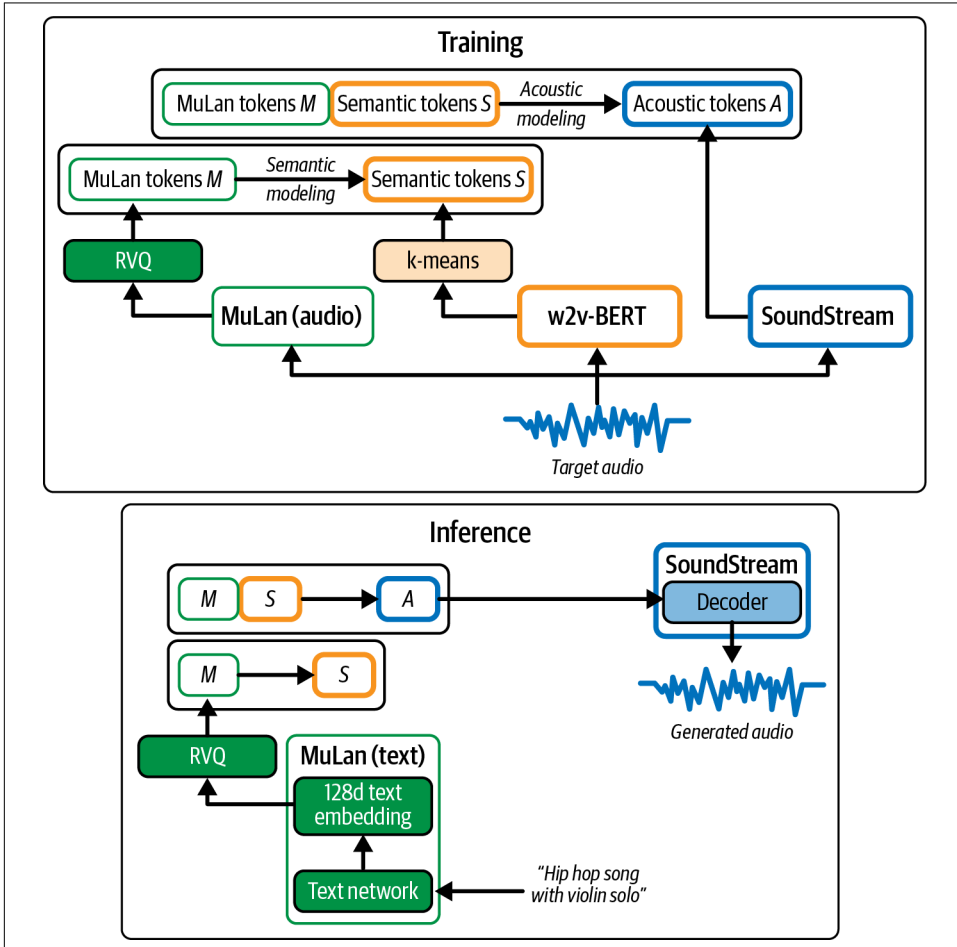 Training
MuLan tokens M
Semantic tokens S
Acoustic
modeling
Acoustic tokens A
MuLan tokens M
Semantic
modeling
Semantic tokens S
RVQ
k-means
MuLan (audio)
w2v-BERT
SoundStream
Target audio
Inference
M
S
A
SoundStream
Decoder
M
S
Generated audio
RVQ
MuLan (text)
128d text
embedding
Text network
“Hip hop song
with violin solo”